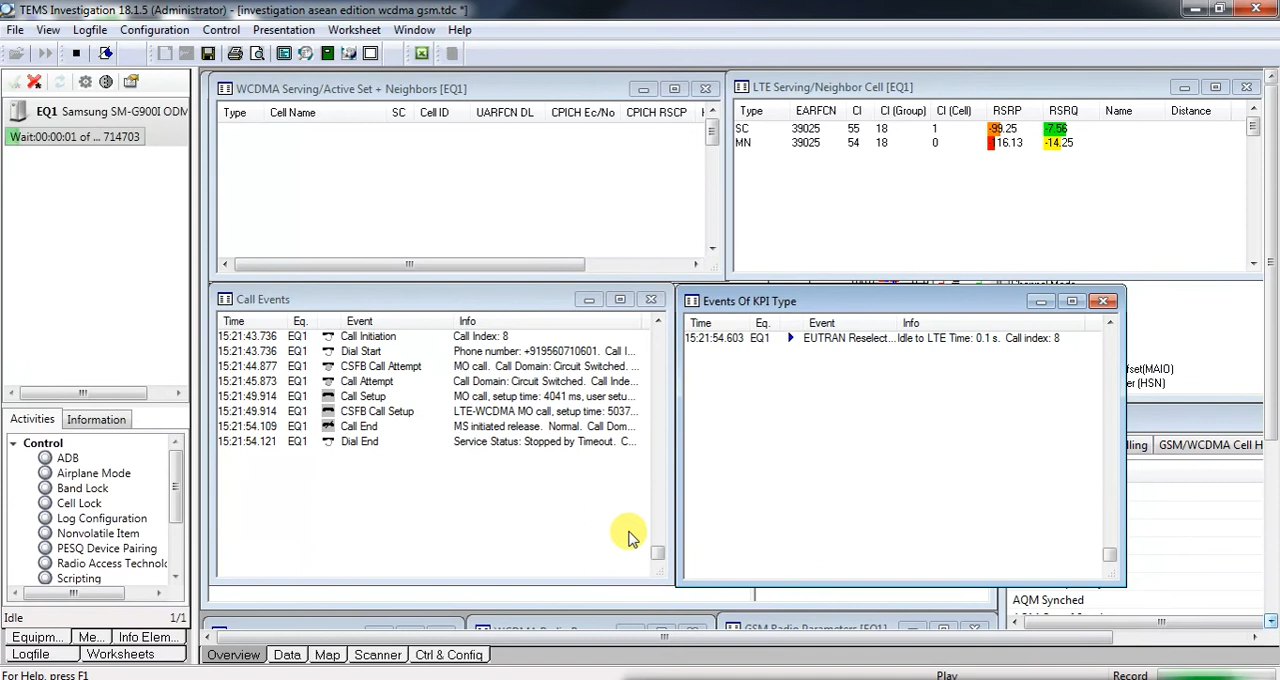 TEMS Investigation 18.1.5 (Administrator) - [investigation asean edition wcdma gsm.tdc *]
File View Logfile Configuration Control Presentation Worksheet Window Help
EQ1 Samsung SM-G900I ODM
Wait:00:00:01 of ... 714703
WCDMA Serving/Active Set + Neighbors [EQ1]
Type Cell Name SC Cell ID UARFCN DL CPICH Ec/No CPICH RSCP
LTE Serving/Neighbor Cell [EQ1]
Type EARFCN CI CI (Group) CI (Cell) RSRP RSRQ Name Distance
SC 39025 55 18 1 -99.25 -7.56
MN 39025 54 18 0 -116.13 -14.25
Call Events
Time Eq. Event Info
15:21:43.736 EQ1 Call Initiation Call Index: 8
15:21:43.736 EQ1 Dial Start Phone number: +919560710601. Call I...
15:21:44.877 EQ1 CSFB Call Attempt MO call. Call Domain: Circuit Switched. ...
15:21:44.873 EQ1 Call Attempt Call Domain: Circuit Switched. Call Inde...
15:21:49.914 EQ1 Call Setup MO call, setup time: 4041 ms, user setu...
15:21:49.914 EQ1 CSFB Call Setup LTE-WCDMA MO call, setup time: 5037...
15:21:54.109 EQ1 Call End MS initiated release. Normal. Call Dom...
15:21:54.121 EQ1 Dial End Service Status: Stopped by Timeout. C...
Events Of KPI Type
Time Eq. Event Info
15:21:54.603 EQ1 EUTRAN Reselect... Idle to LTE Time: 0.1 s. Call index: 8
Channel Mode
fset(MAIO)
er (HSN)
lling GSM/WCDMA Cell H
AQM Synched
Activities Information
Control
ADB
Airplane Mode
Band Lock
Cell Lock
Log Configuration
Nonvolatile Item
PESQ Device Pairing
Radio Access Technolo
Scripting
Idle 1/1
Equipm... Me... Info Elem...
Logfile Worksheets
GSM Radio Parameters [EQ1]
Overview Data Map Scanner Ctrl & Config
For Help, press F1 Play Record